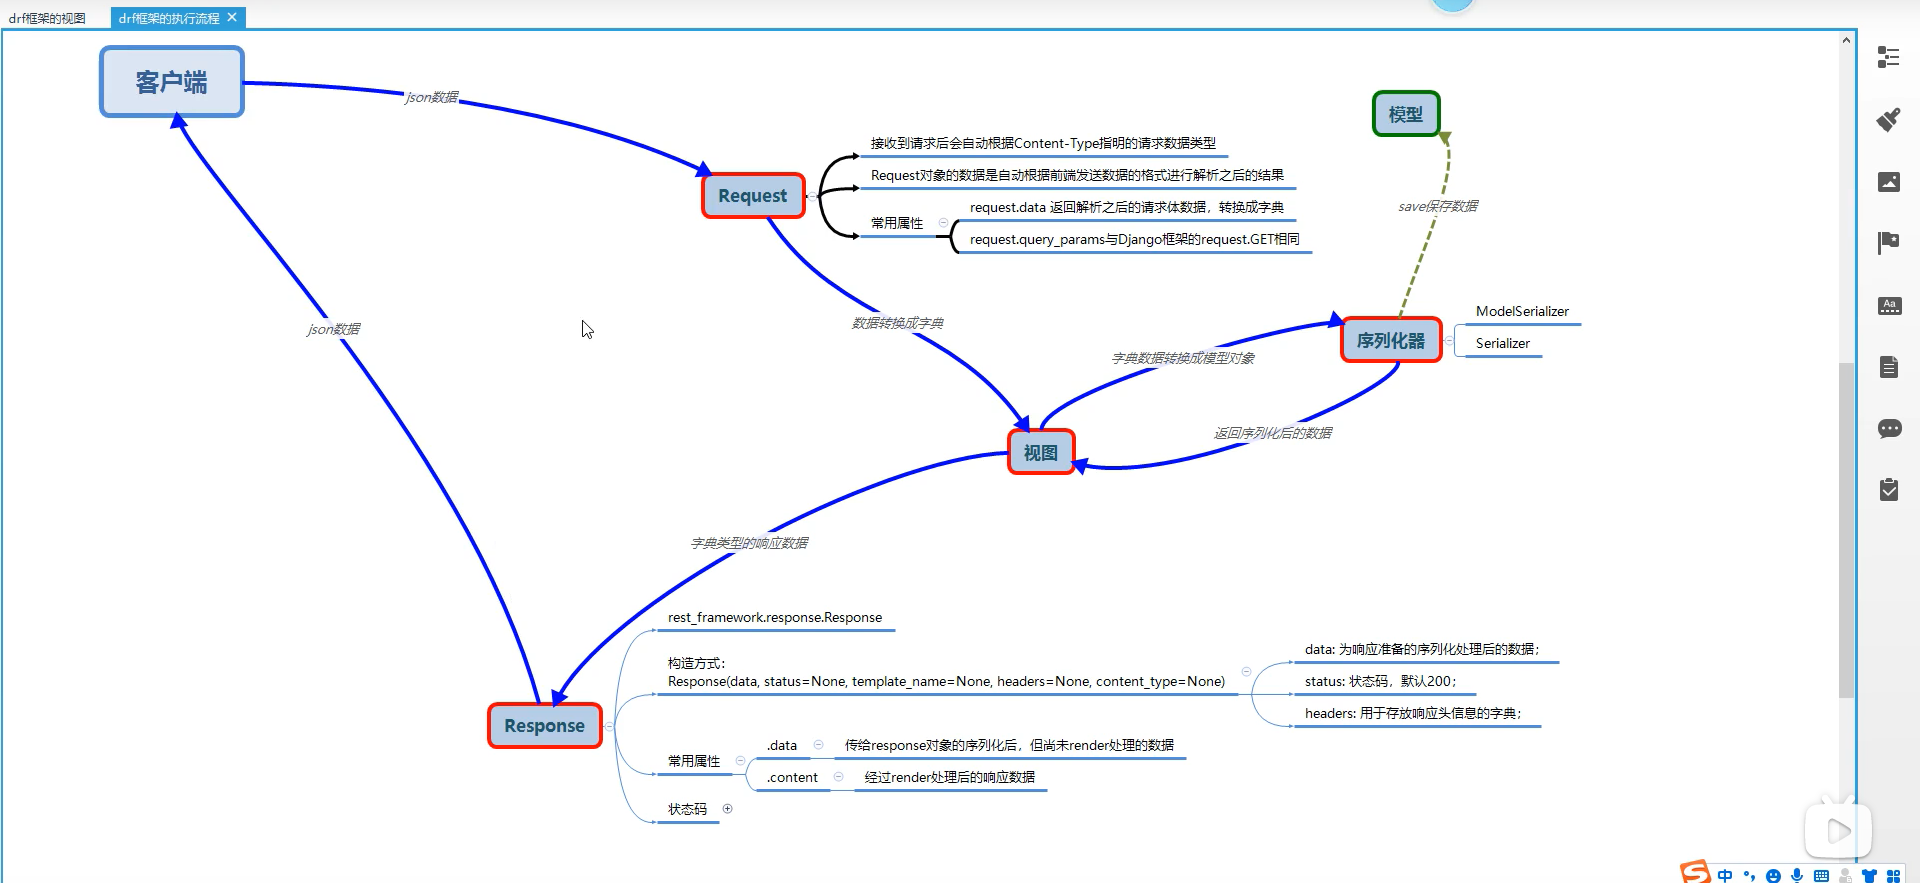 drf框架的视图
drf框架的执行流程
客户端
json数据
模型
接收到请求后会自动根据Content-Type指明的请求数据类型
Request对象的数据是自动根据前端发送数据的格式进行解析之后的结果
Request
save保存数据
request.data 返回解析之后的请求体数据，转换成字典
常用属性
request.query_params与Django框架的request.GET相同
ModelSerializer
数据转换成字典
json数据
序列化器
Serializer
字典数据转换成模型对象
返回序列化后的数据
视图
字典类型的响应数据
rest_framework.response.Response
data: 为响应准备的序列化处理后的数据；
构造方式：
Response(data, status=None, template_name=None, headers=None, content_type=None)
status: 状态码，默认200；
headers: 用于存放响应头信息的字典；
Response
.data
传给response对象的序列化后，但尚未render处理的数据
常用属性
.content
经过render处理后的响应数据
状态码
Aa
中